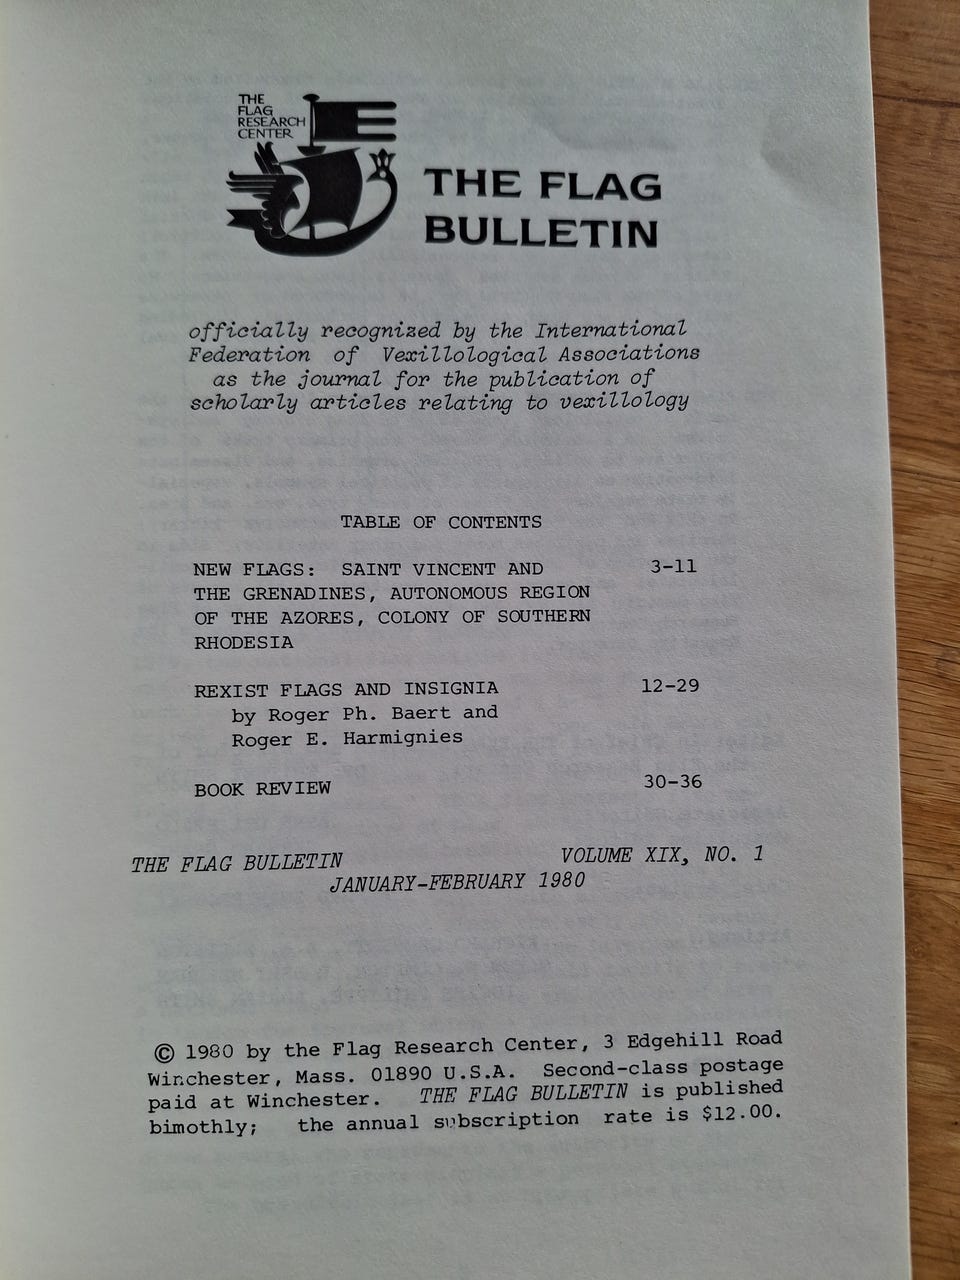 THE
FLAG
RESEARCH
CENTER
THE FLAG
BULLETIN
officially recognized by the International
Federation of Vexillological Associations
as the journal for the publication of
scholarly articles relating to vexillology
TABLE OF CONTENTS
NEW FLAGS: SAINT VINCENT AND 3-11
THE GRENADINES, AUTONOMOUS REGION
OF THE AZORES, COLONY OF SOUTHERN
RHODESIA
REXIST FLAGS AND INSIGNIA 12-29
by Roger Ph. Baert and
Roger E. Harmignies
BOOK REVIEW 30-36
THE FLAG BULLETIN VOLUME XIX, NO. 1
JANUARY-FEBRUARY 1980
© 1980 by the Flag Research Center, 3 Edgehill Road
Winchester, Mass. 01890 U.S.A. Second-class postage
paid at Winchester. THE FLAG BULLETIN is published
bimothly; the annual subscription rate is $12.00.